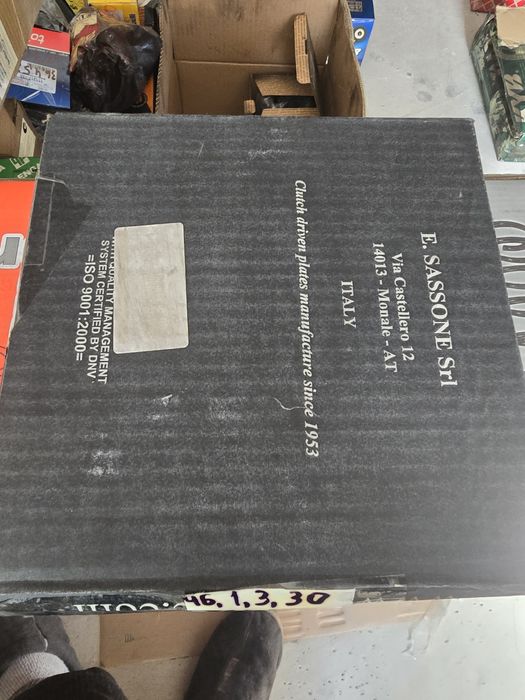 E. SASSONE Srl
Via Castellero 12
14013 - Monale - AT
ITALY
Clutch driven plates manufacture since 1953
QUALITY MANAGEMENT
SYSTEM CERTIFIED BY DNV
=ISO 9001:2000=
46, 1, 3, 30